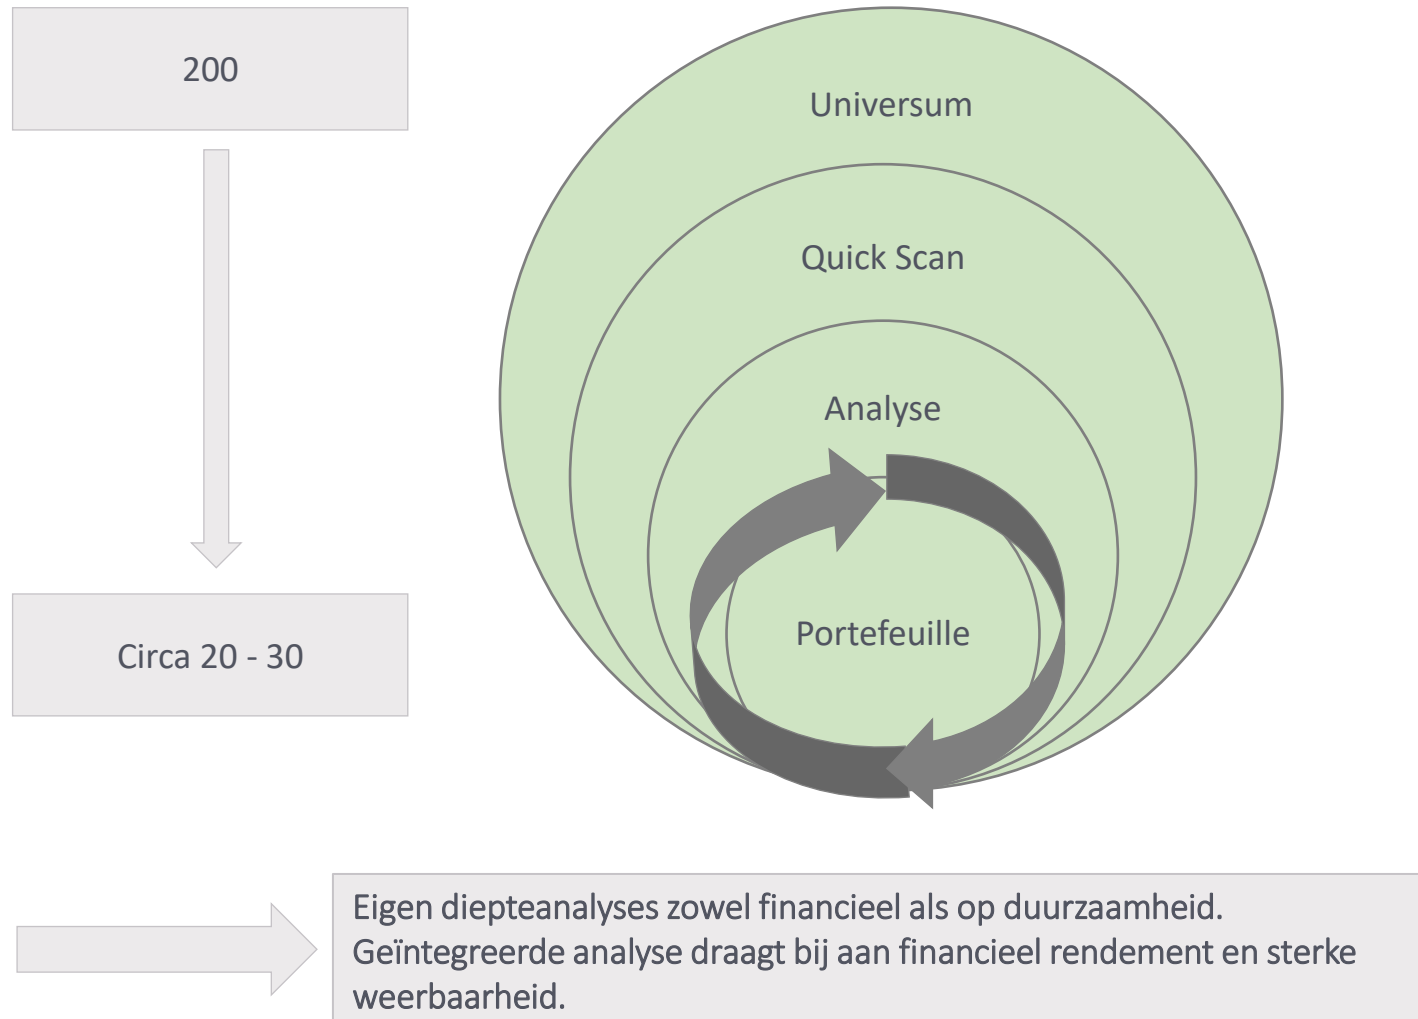 200
Universum
Quick Scan
Analyse
Portefeuille
Circa 20 - 30
Eigen diepteanalyses zowel financieel als op duurzaamheid.
Geïntegreerde analyse draagt bij aan financieel rendement en sterke
weerbaarheid.